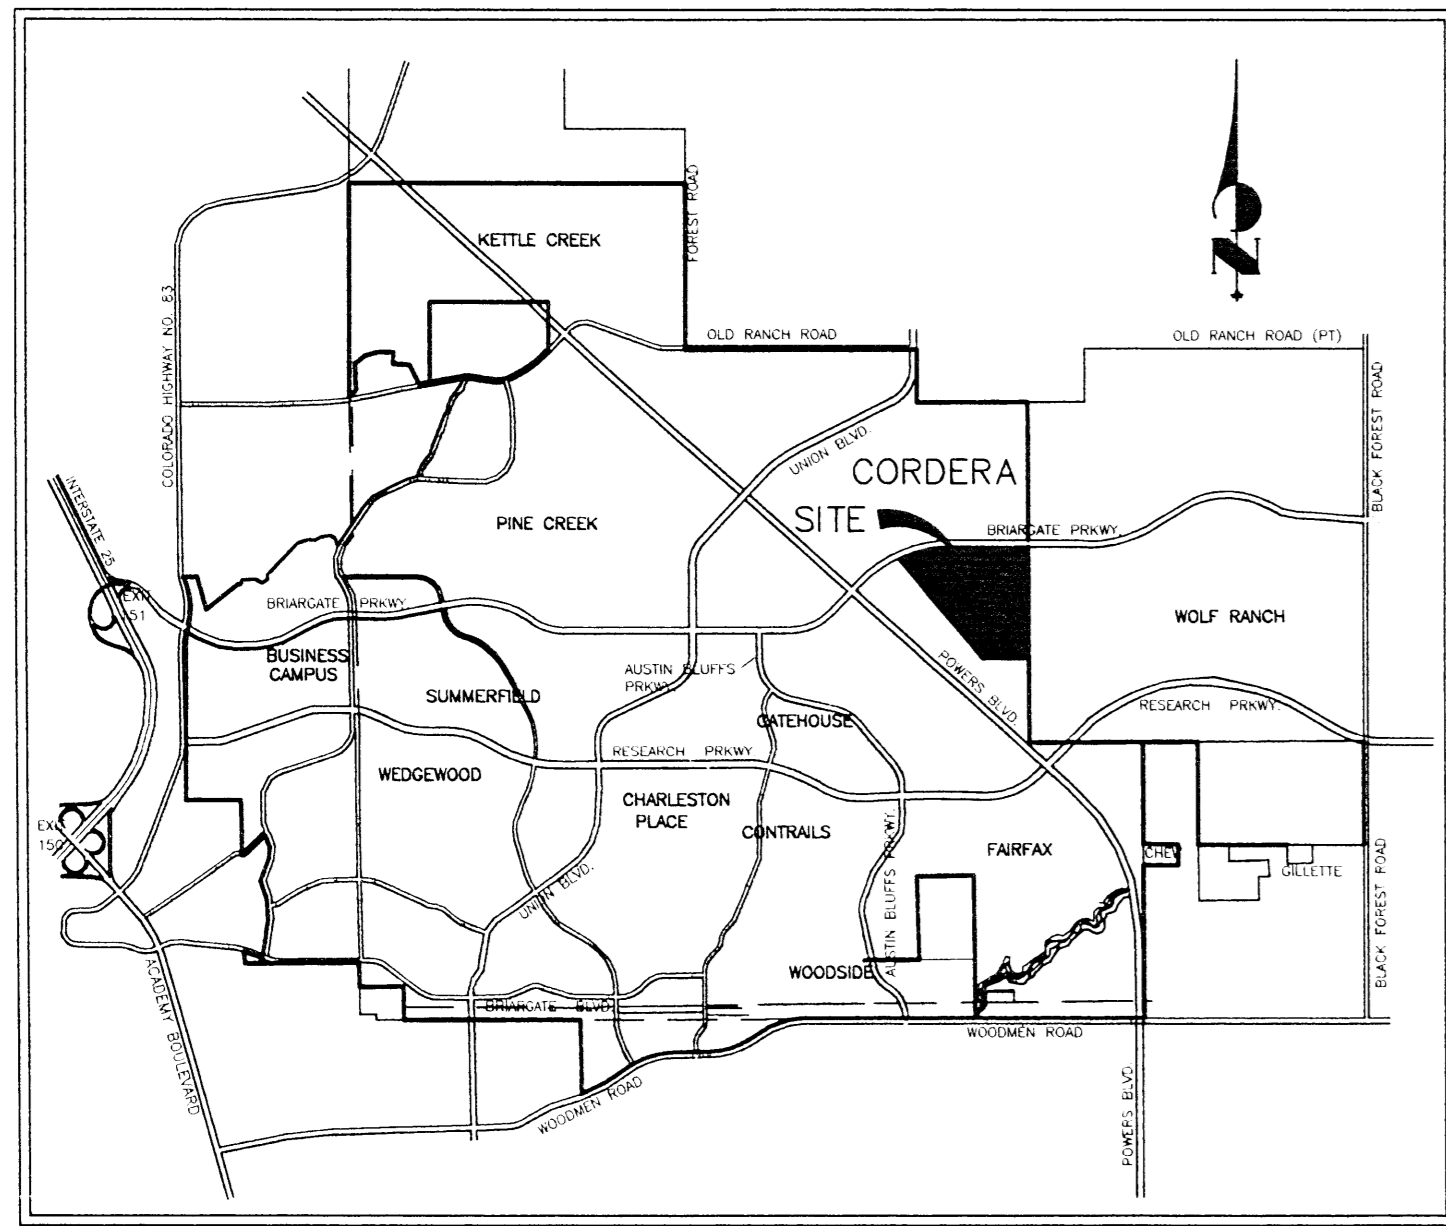 FOREST ROAD
KETTLE CREEK
N
OLD RANCH ROAD
OLD RANCH ROAD (PT)
COLORADO HIGHWAY NO. 83
BLACK FOREST ROAD
UNION BLVD.
CORDERA
SITE
INTERSTATE 25
PINE CREEK
BRIARGATE PRKWY.
EXIT
151
BRIARGATE PRKWY.
WOLF RANCH
BUSINESS
CAMPUS
AUSTIN BLUFFS
PRKWY.
POWERS BLVD.
SUMMERFIELD
GATEHOUSE
RESEARCH PRKWY.
RESEARCH PRKWY
WEDGEWOOD
CHARLESTON
PLACE
CONTRAILS
EXIT
150
FAIRFAX
GILLETTE
UNION BLVD.
AUSTIN BLUFFS PRKWY.
BLACK FOREST ROAD
WOODSIDE
ACADEMY BOULEVARD
BRIARGATE BLVD.
WOODMEN ROAD
WOODMEN ROAD
POWERS BLVD.